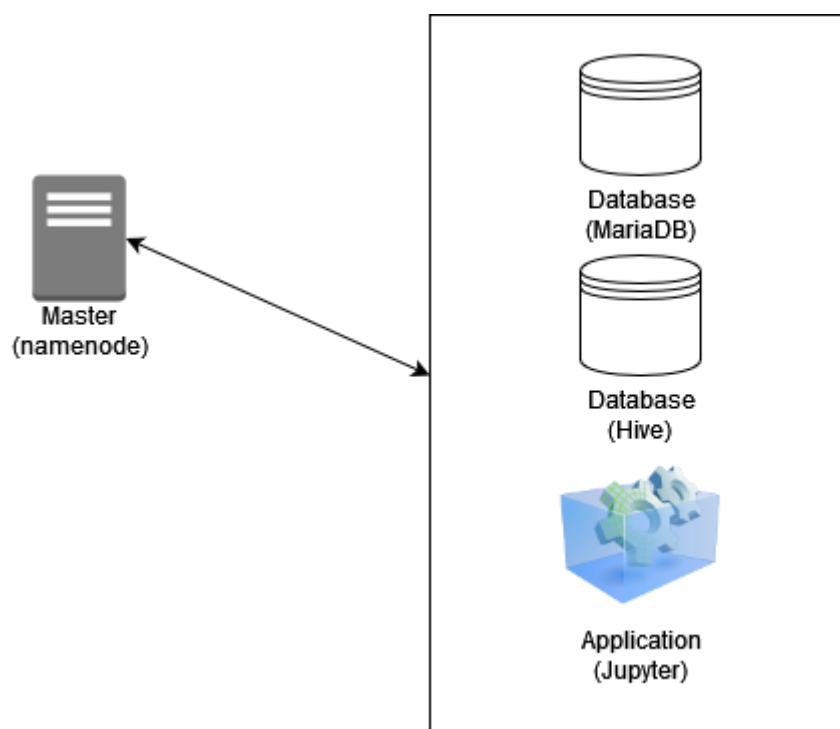 Master
(namenode)
Database
(MariaDB)
Database
(Hive)
Application
(Jupyter)